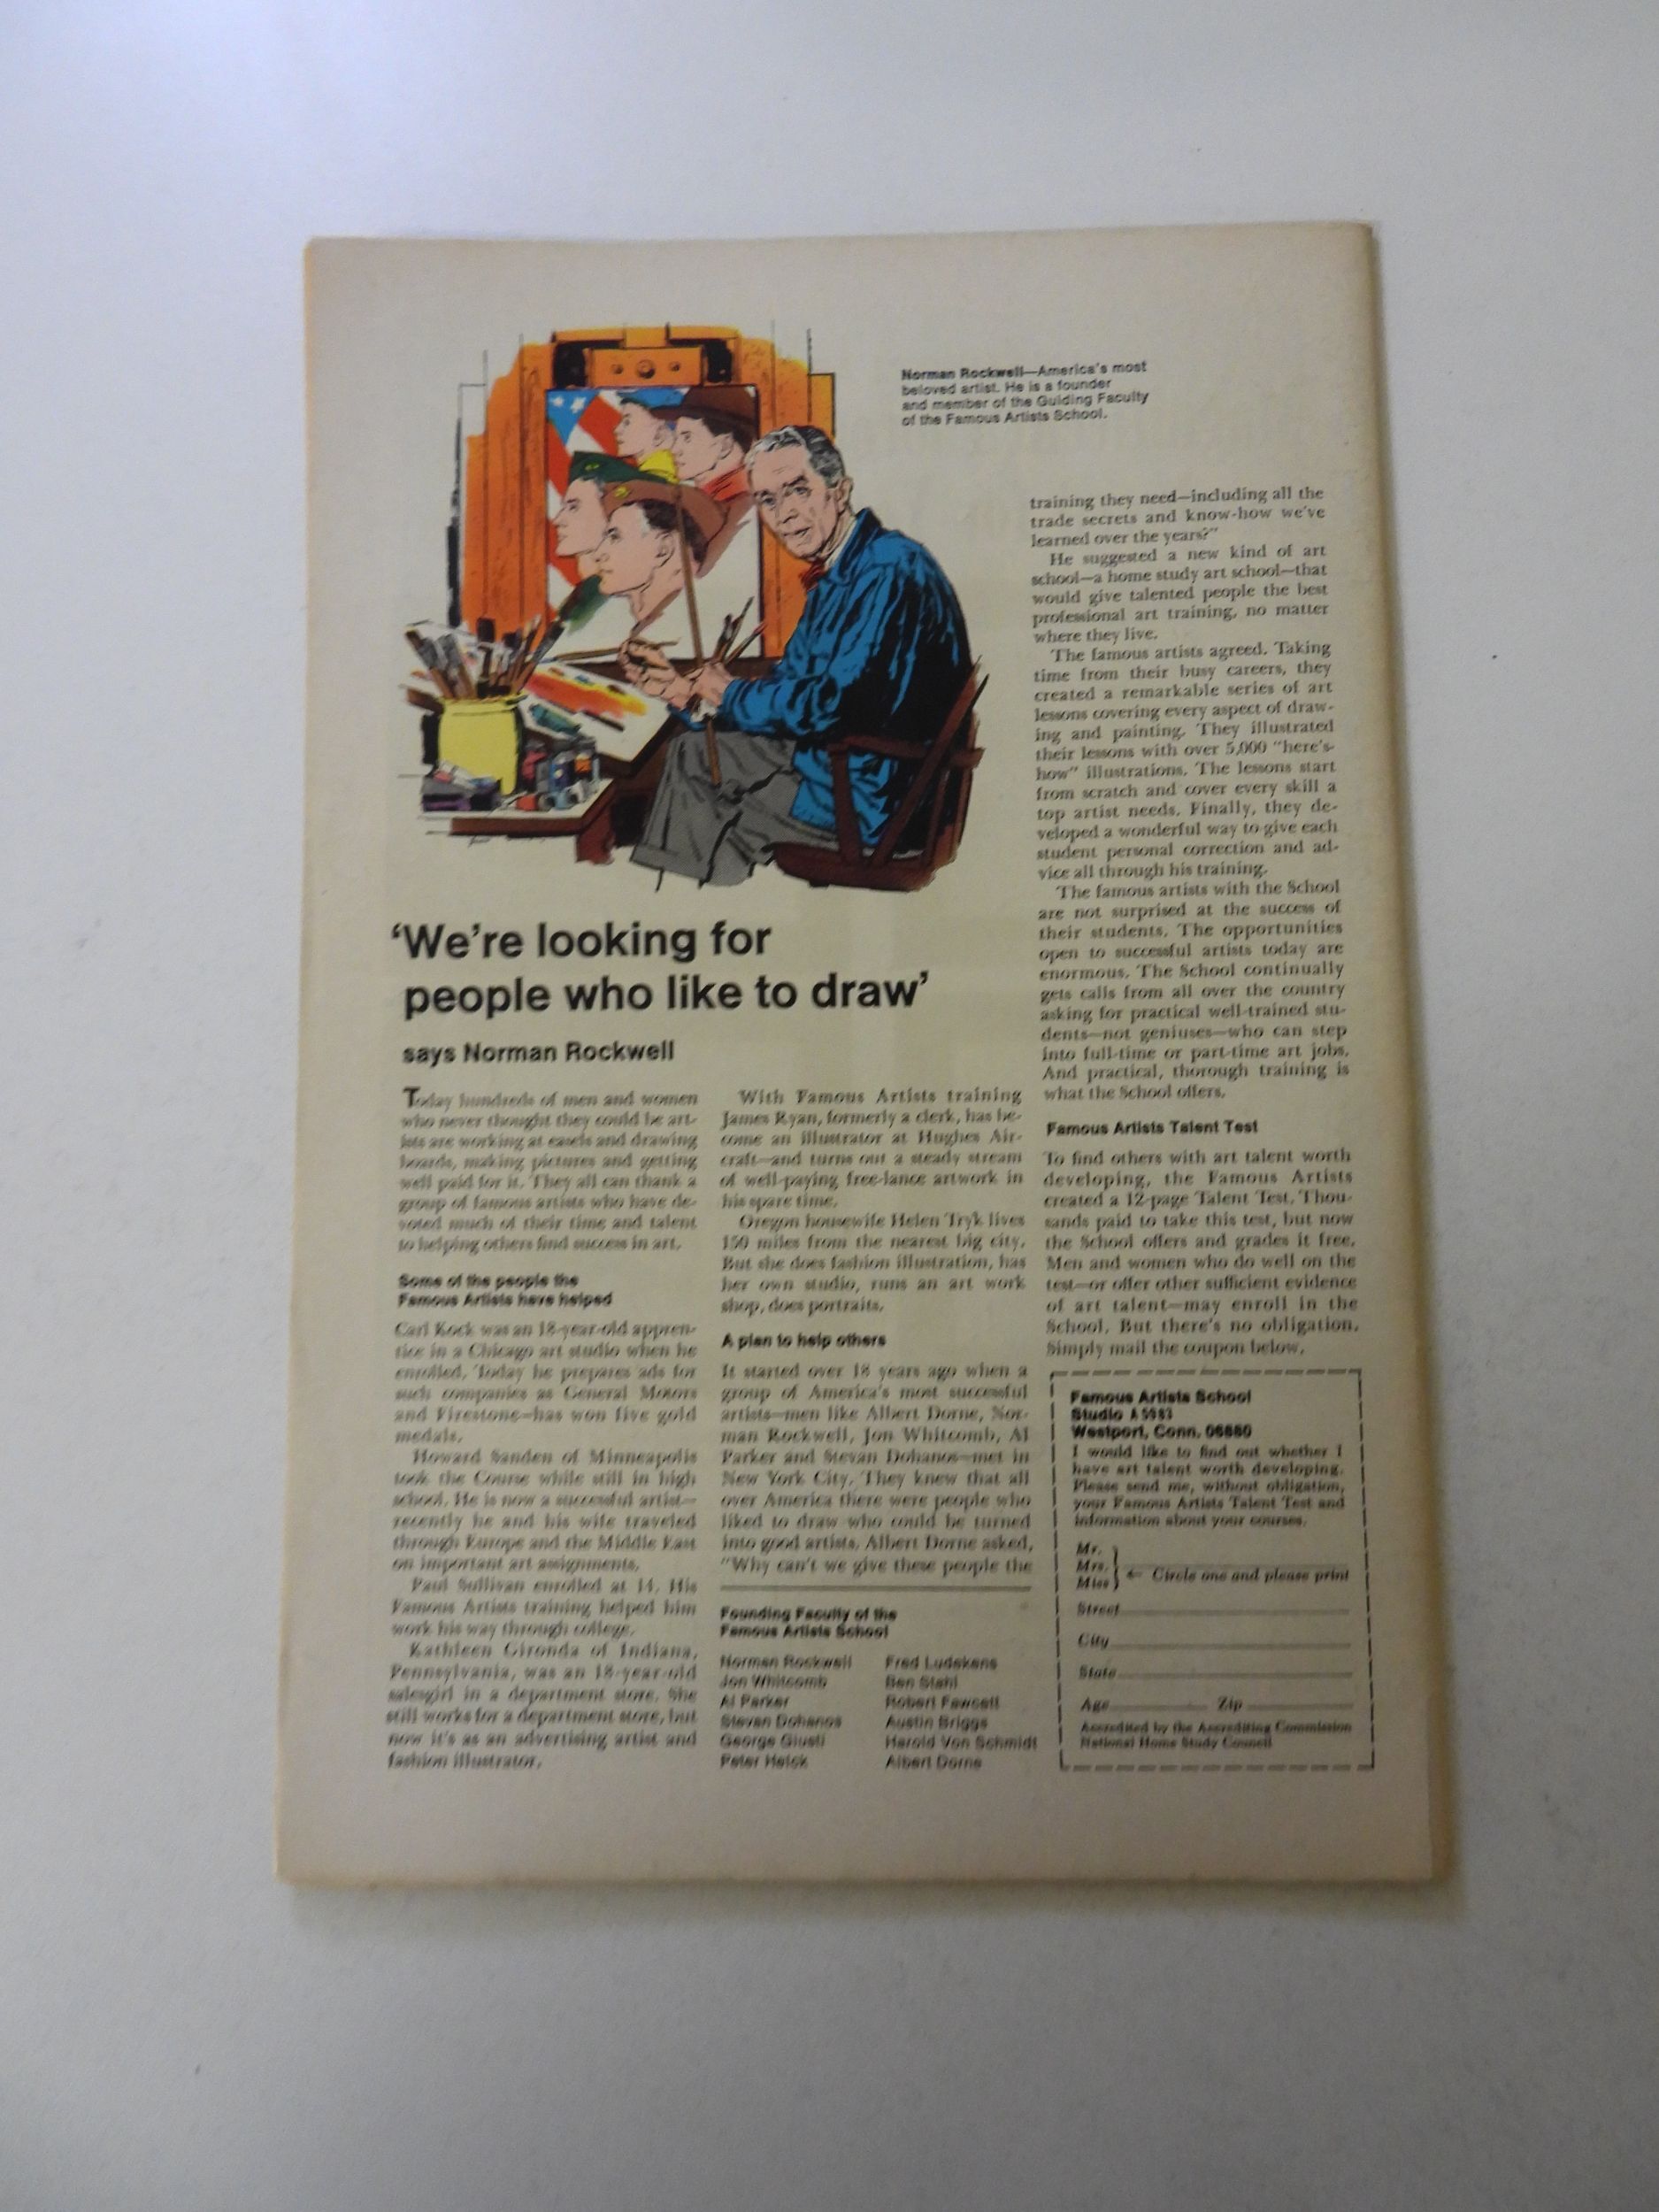 Norman Rockwell—America's most
beloved artist. He is a founder
and member of the Guiding Faculty
of the Famous Artists School.
'We're looking for
people who like to draw'
says Norman Rockwell
Today hundreds of men and women
who never thought they could be art-
ists are working at easels and drawing
boards, making pictures and getting
well paid for it. They all can thank a
group of famous artists who have de-
voted much of their time and talent
to helping others find success in art.
Some of the people the
Famous Artists have helped
Carl Kock was an 18-year-old appren-
tice in a Chicago art studio when he
enrolled. Today he prepares ads for
such companies as General Motors
and Firestone—has won five gold
medals.
Howard Sanden of Minneapolis
took the Course while still in high
school. He is now a successful artist—
recently he and his wife traveled
through Europe and the Middle East
on important art assignments.
Paul Sullivan enrolled at 14. His
Famous Artists training helped him
work his way through college.
Kathleen Gironda of Indiana,
Pennsylvania, was an 18-year-old
salesgirl in a department store. She
still works for a department store, but
now it's as an advertising artist and
fashion illustrator.
With Famous Artists training
James Ryan, formerly a clerk, has be-
come an illustrator at Hughes Air-
craft—and turns out a steady stream
of well-paying free-lance artwork in
his spare time.
Oregon housewife Helen Tryk lives
150 miles from the nearest big city.
But she does fashion illustration, has
her own studio, runs an art work
shop, does portraits.
A plan to help others
It started over 18 years ago when a
group of America's most successful
artists—men like Albert Dorne, Nor-
man Rockwell, Jon Whitcomb, Al
Parker and Stevan Dohanos—met in
New York City. They knew that all
over America there were people who
liked to draw who could be turned
into good artists. Albert Dorne asked,
"Why can't we give these people the
training they need—including all the
trade secrets and know-how we've
learned over the years?"
He suggested a new kind of art
school—a home study art school—that
would give talented people the best
professional art training, no matter
where they live.
The famous artists agreed. Taking
time from their busy careers, they
created a remarkable series of art
lessons covering every aspect of draw-
ing and painting. They illustrated
their lessons with over 5,000 "here's-
how" illustrations. The lessons start
from scratch and cover every skill a
top artist needs. Finally, they de-
veloped a wonderful way to give each
student personal correction and ad-
vice all through his training.
The famous artists with the School
are not surprised at the success of
their students. The opportunities
open to successful artists today are
enormous. The School continually
gets calls from all over the country
asking for practical well-trained stu-
dents—not geniuses—who can step
into full-time or part-time art jobs.
And practical, thorough training is
what the School offers.
Famous Artists Talent Test
To find others with art talent worth
developing, the Famous Artists
created a 12-page Talent Test. Thou-
sands paid to take this test, but now
the School offers and grades it free.
Men and women who do well on the
test—or offer other sufficient evidence
of art talent—may enroll in the
School. But there's no obligation.
Simply mail the coupon below.
Founding Faculty of the
Famous Artists School
Norman Rockwell
Jon Whitcomb
Al Parker
Stevan Dohanos
George Giusti
Peter Helck
Fred Ludekens
Ben Stahl
Robert Fawcett
Austin Briggs
Harold Von Schmidt
Albert Dorne
Famous Artists School
Studio
Westport, Conn. 06880
I would like to find out whether I
have art talent worth developing.
Please send me, without obligation,
your Famous Artists Talent Test and
information about your courses.
Mr.
Mrs.
Miss
← Circle one and please print
Street
City
State
Age Zip
Accredited by the Accrediting Commission
National Home Study Council